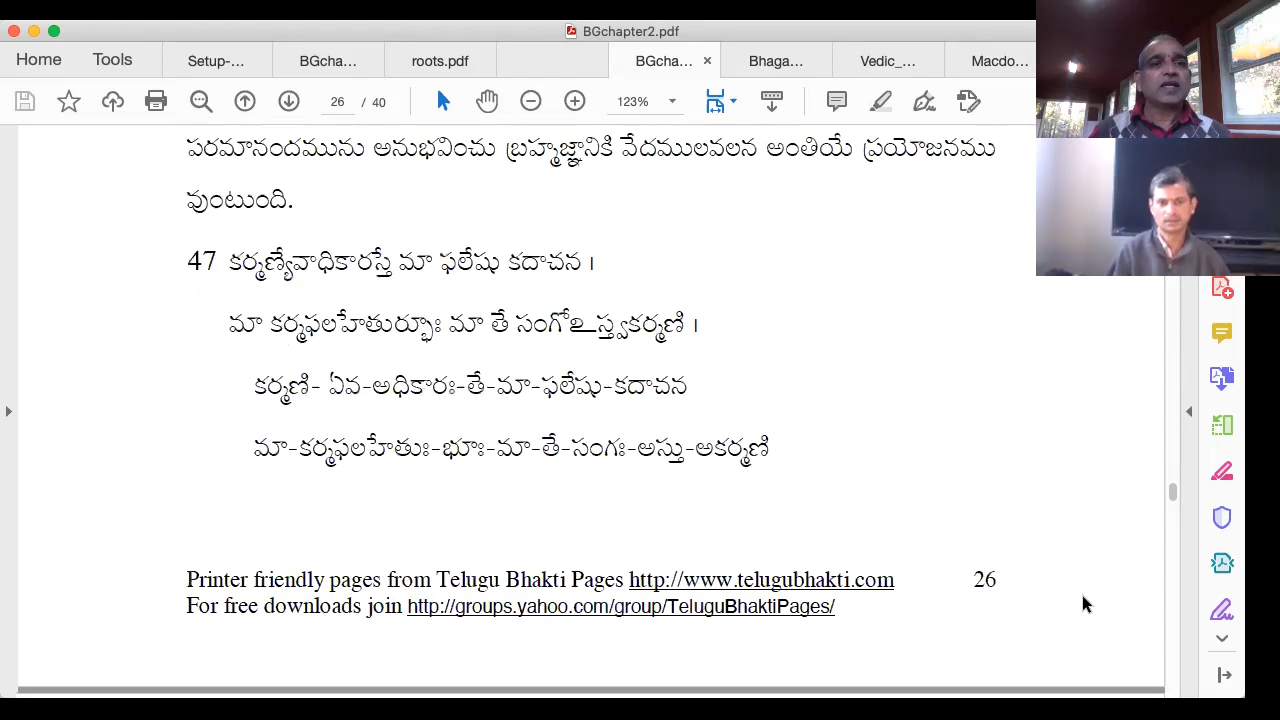 BGchapter2.pdf
Home Tools Setup-... BGcha... roots.pdf BGcha... × Bhaga... Vedic_... Macdo...
26 / 40 123%
పరమానందమును అనుభవించు బ్రహ్మజ్ఞానికి వేదములవలన అంతియే ప్రయోజనము
వుంటుంది.
47 కర్మణ్యేవాధికారస్తే మా ఫలేషు కదాచన ।
మా కర్మఫలహేతుర్భూః మా తే సంగోఽస్త్వకర్మణి ।
కర్మణి- ఏవ-అధికారః-తే-మా-ఫలేషు-కదాచన
మా-కర్మఫలహేతుః-భూః-మా-తే-సంగః-అస్తు-అకర్మణి
Printer friendly pages from Telugu Bhakti Pages http://www.telugubhakti.com 26
For free downloads join http://groups.yahoo.com/group/TeluguBhaktiPages/